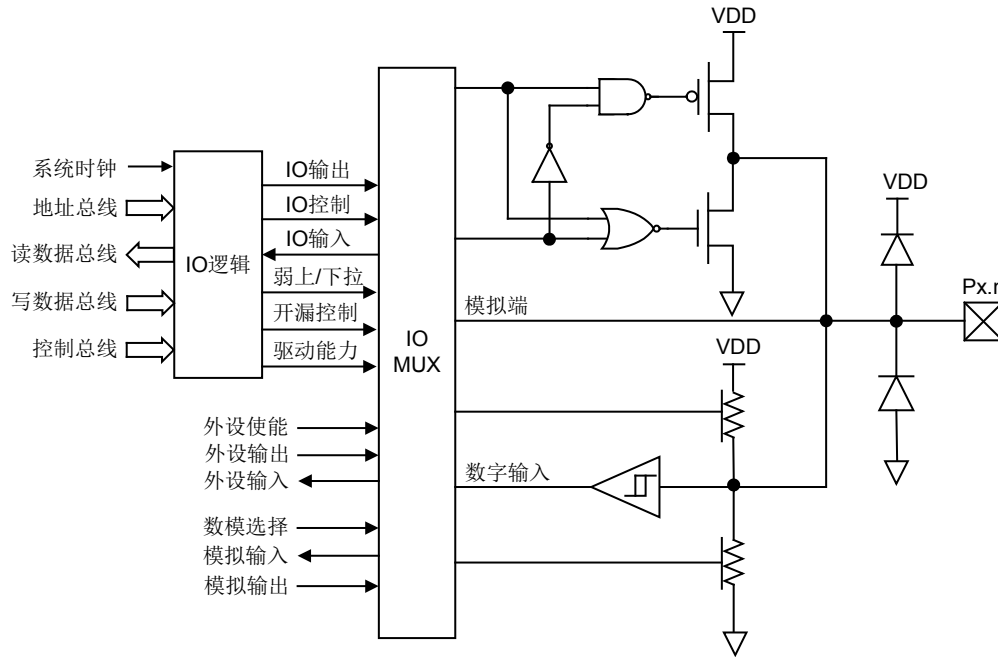 VDD
系统时钟
地址总线
读数据总线
写数据总线
控制总线
IO逻辑
IO输出
IO控制
IO输入
弱上/下拉
开漏控制
驱动能力
IO
MUX
外设使能
外设输出
外设输入
数模选择
模拟输入
模拟输出
模拟端
VDD
数字输入
VDD